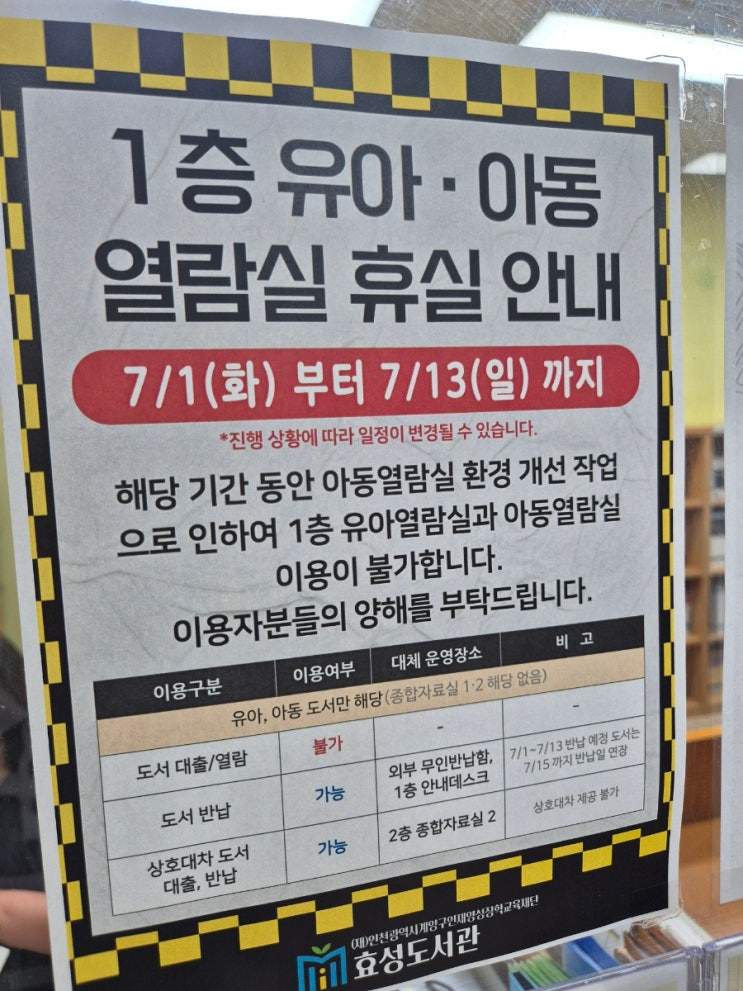 1층 유아·아동
열람실 휴실 안내
7/1(화) 부터 7/13(일) 까지
*진행 상황에 따라 일정이 변경될 수 있습니다.
해당 기간 동안 아동열람실 환경 개선 작업
으로 인하여 1층 유아열람실과 아동열람실
이용이 불가합니다.
이용자분들의 양해를 부탁드립니다.
이용구분 이용여부 대체 운영장소 비 고
유아, 아동 도서만 해당(종합자료실 1·2 해당 없음)
도서 대출/열람 불가 - -
도서 반납 가능 외부 무인반납함, 7/1~7/13 반납 예정 도서는
1층 안내데스크 7/15 까지 반납일 연장
상호대차 도서 가능 2층 종합자료실 2 상호대차 제공 불가
대출, 반납
(재)인천광역시계양구인재양성장학교육재단
효성도서관